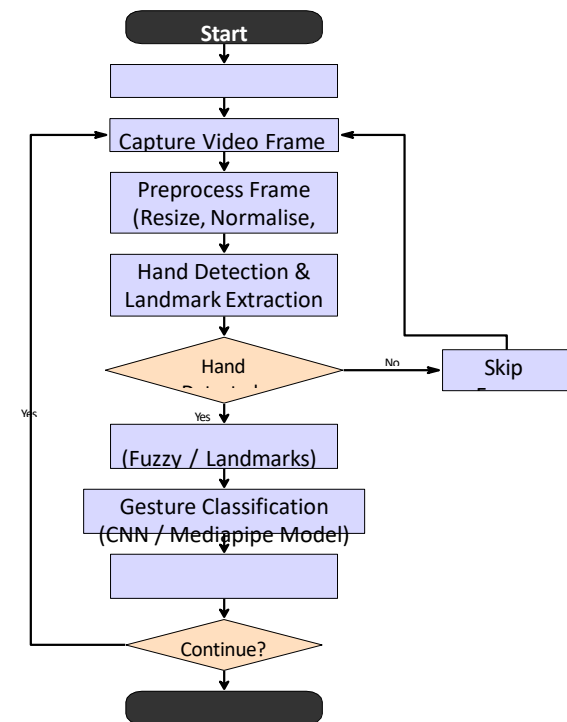 Start
Capture Video Frame
Preprocess Frame
(Resize, Normalise,
Hand Detection &
Landmark Extraction
Hand
Detected
No
Skip
Yes
Yes
(Fuzzy / Landmarks)
Gesture Classification
(CNN / Mediapipe Model)
Continue?